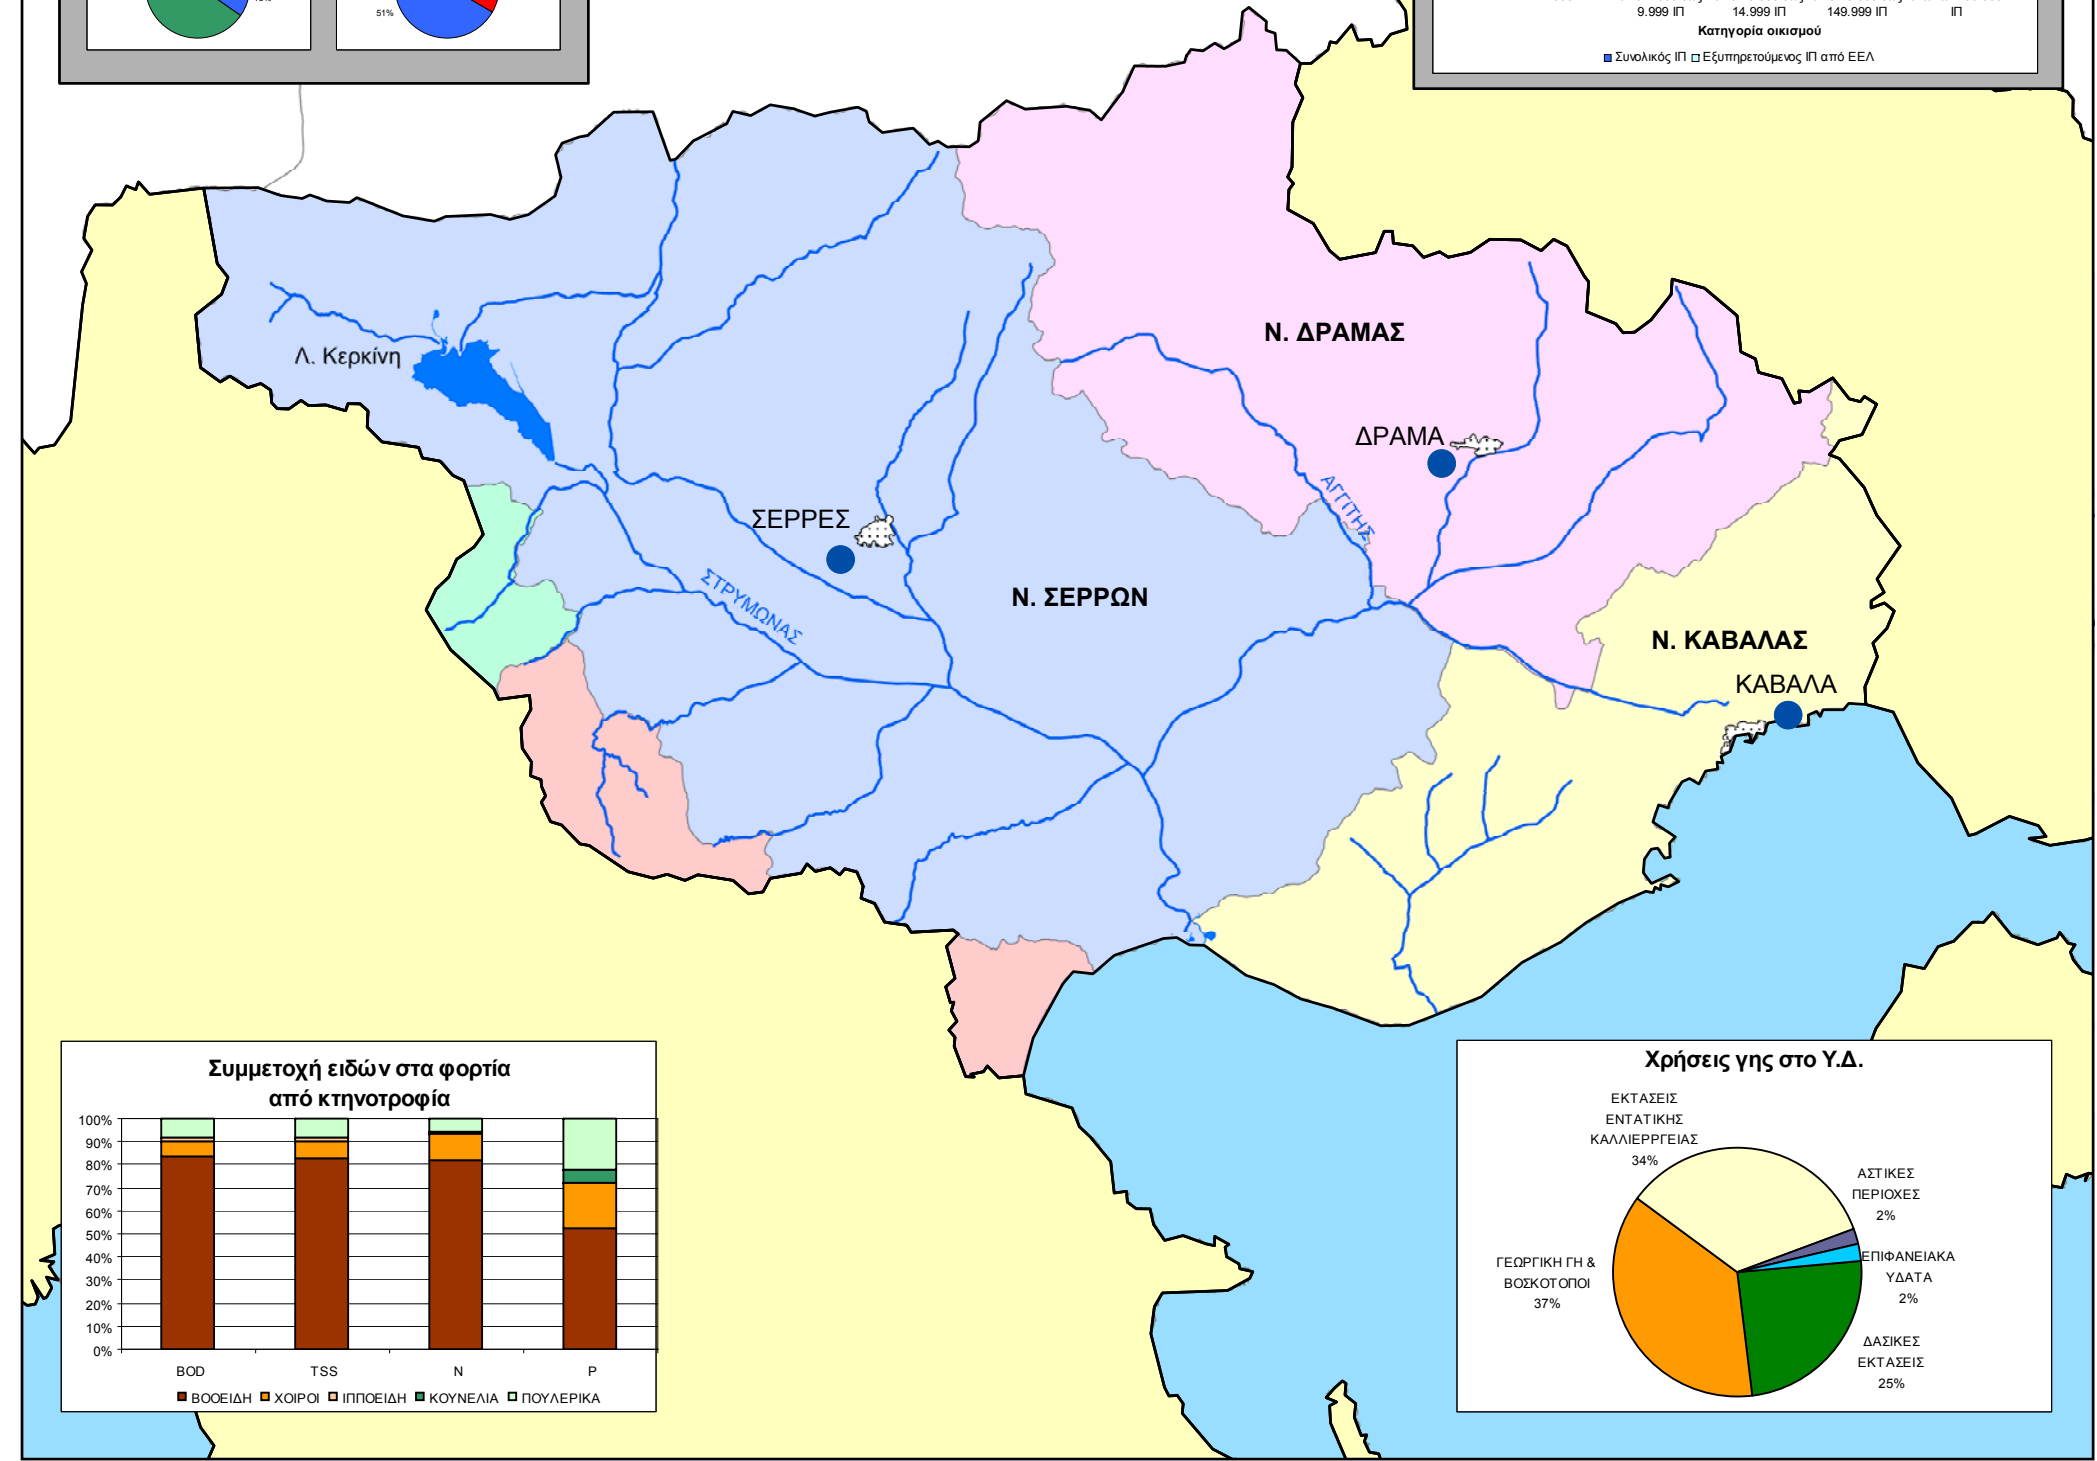 51%
9.999 ΙΠ
14.999 ΙΠ
149.999 ΙΠ
ΙΠ
Κατηγορία οικισμού
Συνολικός ΙΠ
Εξυπηρετούμενος ΙΠ από ΕΕΛ
Ν. ΔΡΑΜΑΣ
Λ. Κερκίνη
ΔΡΑΜΑ
ΑΓΓΙΤΗΣ
ΣΕΡΡΕΣ
ΣΤΡΥΜΩΝΑΣ
Ν. ΣΕΡΡΩΝ
Ν. ΚΑΒΑΛΑΣ
ΚΑΒΑΛΑ
Συμμετοχή ειδών στα φορτία
από κτηνοτροφία
100%
90%
80%
70%
60%
50%
40%
30%
20%
10%
0%
BOD
TSS
N
P
ΒΟΟΕΙΔΗ
ΧΟΙΡΟΙ
ΙΠΠΟΕΙΔΗ
ΚΟΥΝΕΛΙΑ
ΠΟΥΛΕΡΙΚΑ
Χρήσεις γης στο Υ.Δ.
ΕΚΤΑΣΕΙΣ
ΕΝΤΑΤΙΚΗΣ
ΚΑΛΛΙΕΡΡΓΕΙΑΣ
34%
ΑΣΤΙΚΕΣ
ΠΕΡΙΟΧΕΣ
2%
ΕΠΙΦΑΝΕΙΑΚΑ
ΥΔΑΤΑ
2%
ΓΕΩΡΓΙΚΗ ΓΗ &
ΒΟΣΚΟΤΟΠΟΙ
37%
ΔΑΣΙΚΕΣ
ΕΚΤΑΣΕΙΣ
25%